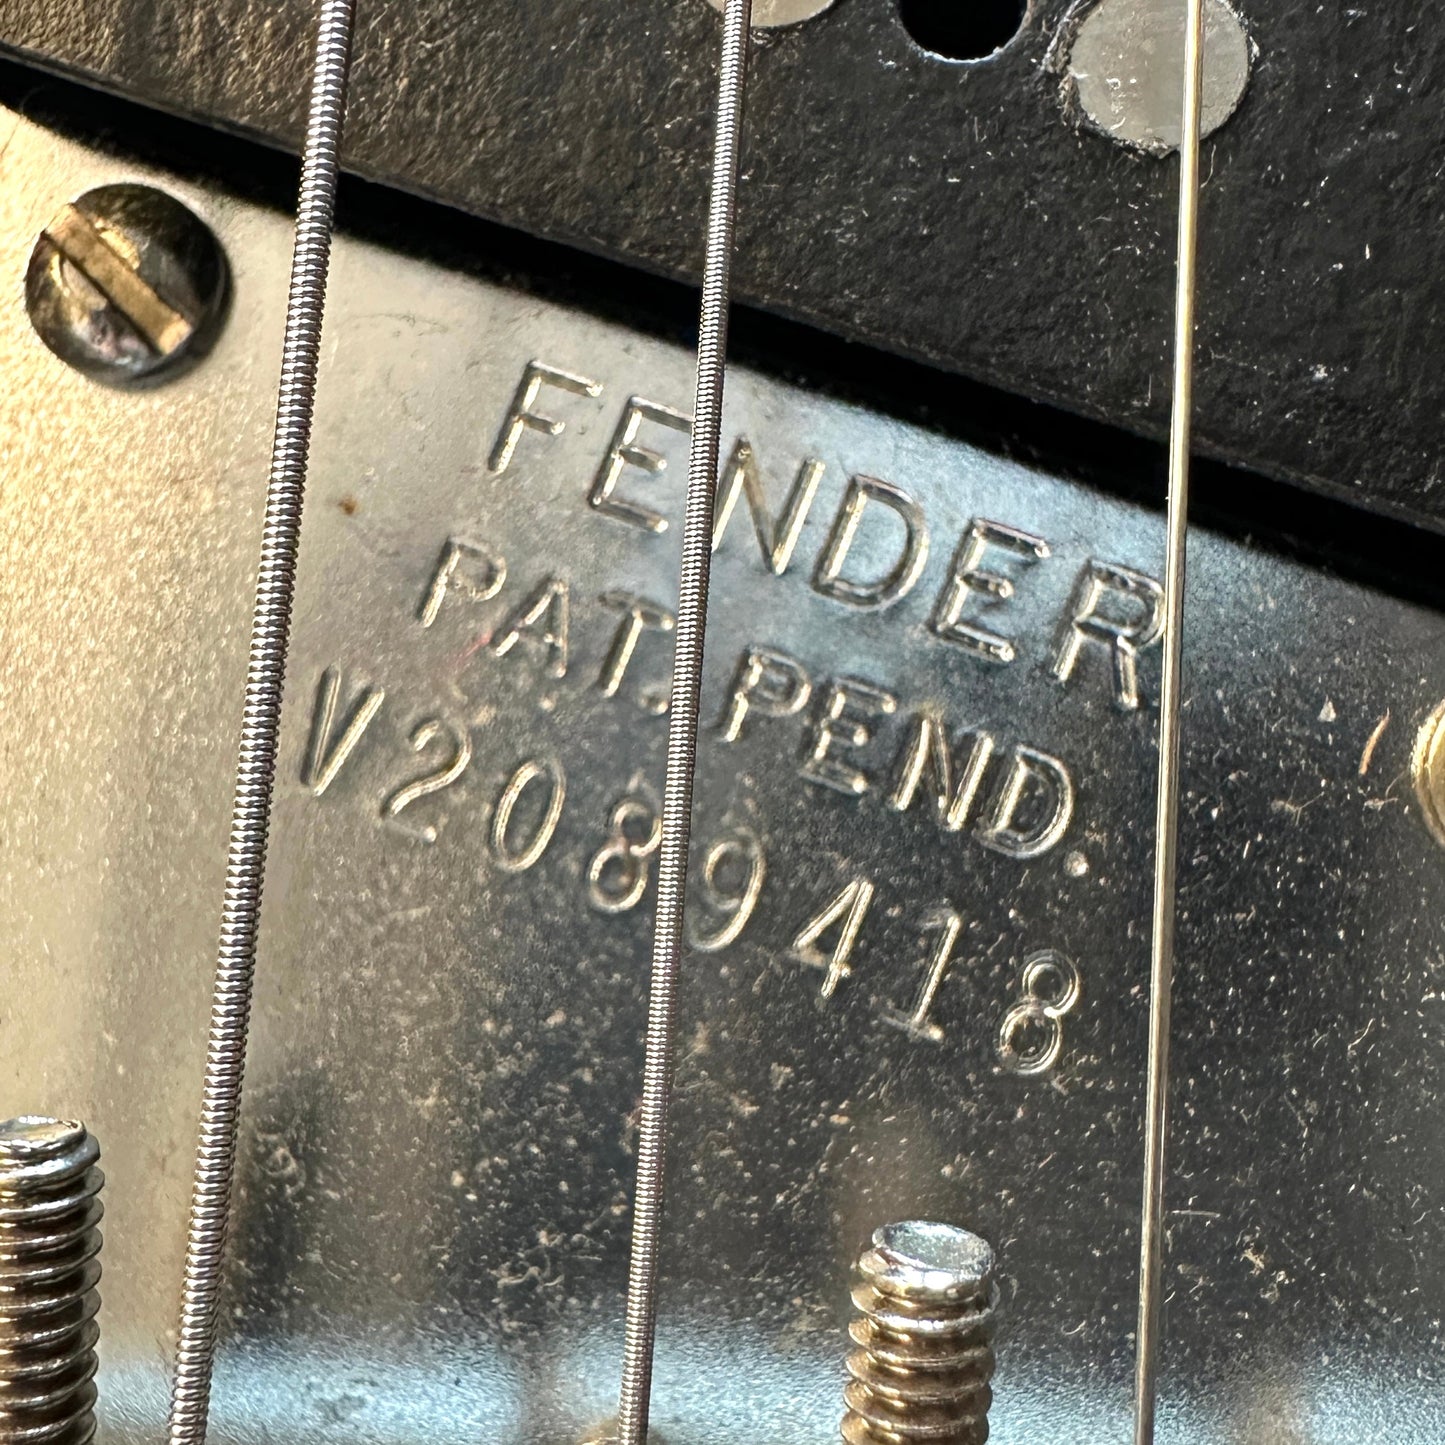 FENDER
PAT. PEND.
V2089418